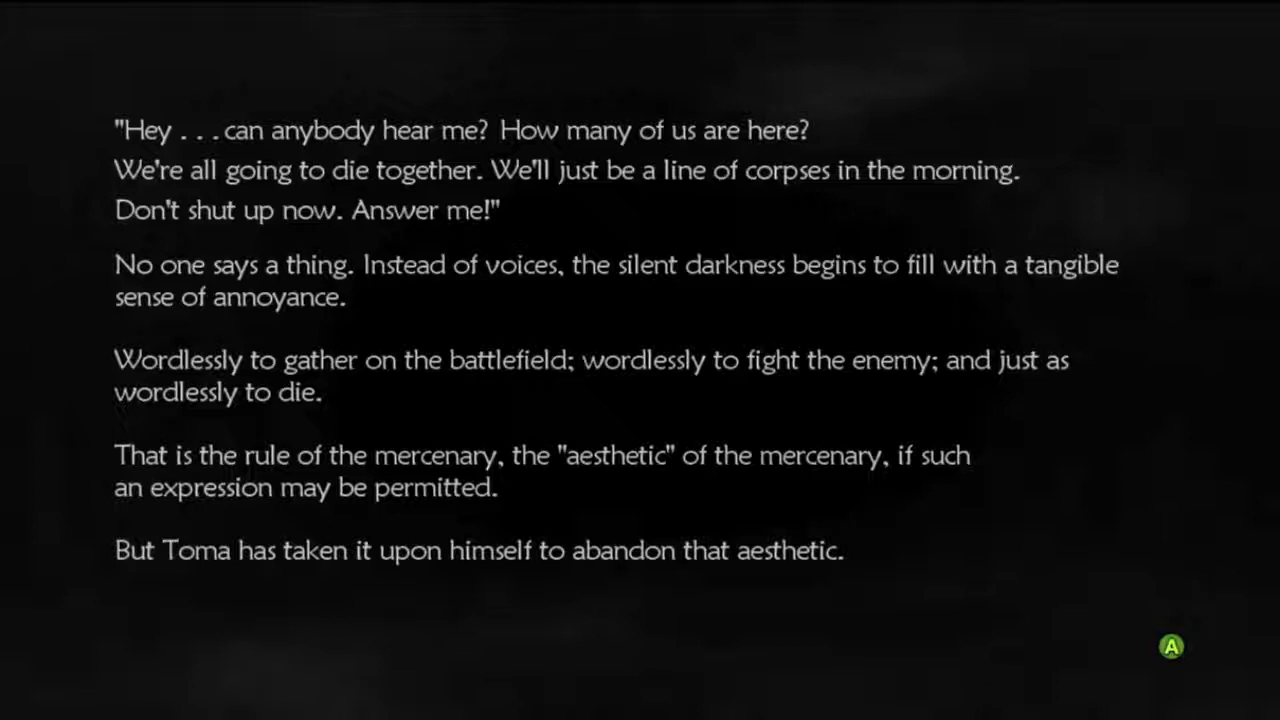 "Hey . . . can anybody hear me? How many of us are here?
We're all going to die together. We'll just be a line of corpses in the morning.
Don't shut up now. Answer me!"
No one says a thing. Instead of voices, the silent darkness begins to fill with a tangible
sense of annoyance.
Wordlessly to gather on the battlefield; wordlessly to fight the enemy; and just as
wordlessly to die.
That is the rule of the mercenary, the "aesthetic" of the mercenary, if such
an expression may be permitted.
But Toma has taken it upon himself to abandon that aesthetic.
A